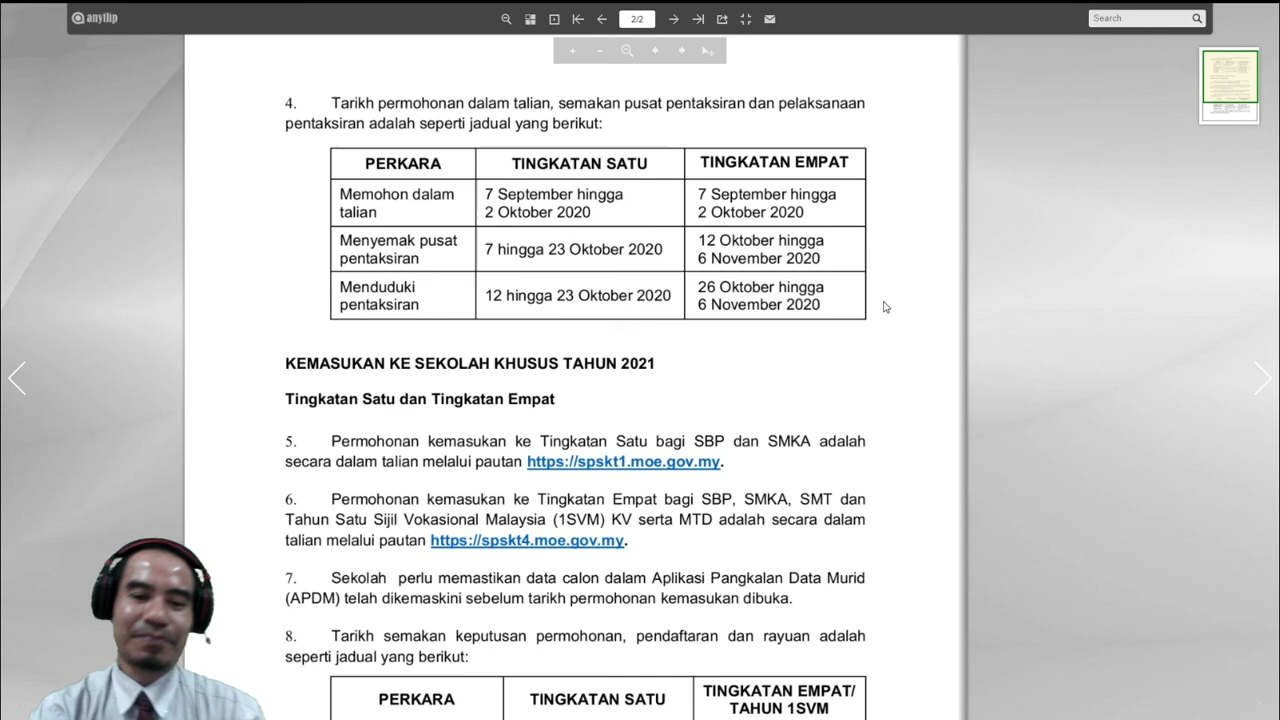 anyflip
2/2
Search
4. Tarikh permohonan dalam talian, semakan pusat pentaksiran dan pelaksanaan
pentaksiran adalah seperti jadual yang berikut:
PERKARA TINGKATAN SATU TINGKATAN EMPAT
Memohon dalam talian 7 September hingga 2 Oktober 2020 7 September hingga 2 Oktober 2020
Menyemak pusat pentaksiran 7 hingga 23 Oktober 2020 12 Oktober hingga 6 November 2020
Menduduki pentaksiran 12 hingga 23 Oktober 2020 26 Oktober hingga 6 November 2020
KEMASUKAN KE SEKOLAH KHUSUS TAHUN 2021
Tingkatan Satu dan Tingkatan Empat
5. Permohonan kemasukan ke Tingkatan Satu bagi SBP dan SMKA adalah
secara dalam talian melalui pautan https://spskt1.moe.gov.my.
6. Permohonan kemasukan ke Tingkatan Empat bagi SBP, SMKA, SMT dan
Tahun Satu Sijil Vokasional Malaysia (1SVM) KV serta MTD adalah secara dalam
talian melalui pautan https://spskt4.moe.gov.my.
7. Sekolah perlu memastikan data calon dalam Aplikasi Pangkalan Data Murid
(APDM) telah dikemaskini sebelum tarikh permohonan kemasukan dibuka.
8. Tarikh semakan keputusan permohonan, pendaftaran dan rayuan adalah
seperti jadual yang berikut:
PERKARA TINGKATAN SATU TINGKATAN EMPAT/ TAHUN 1SVM